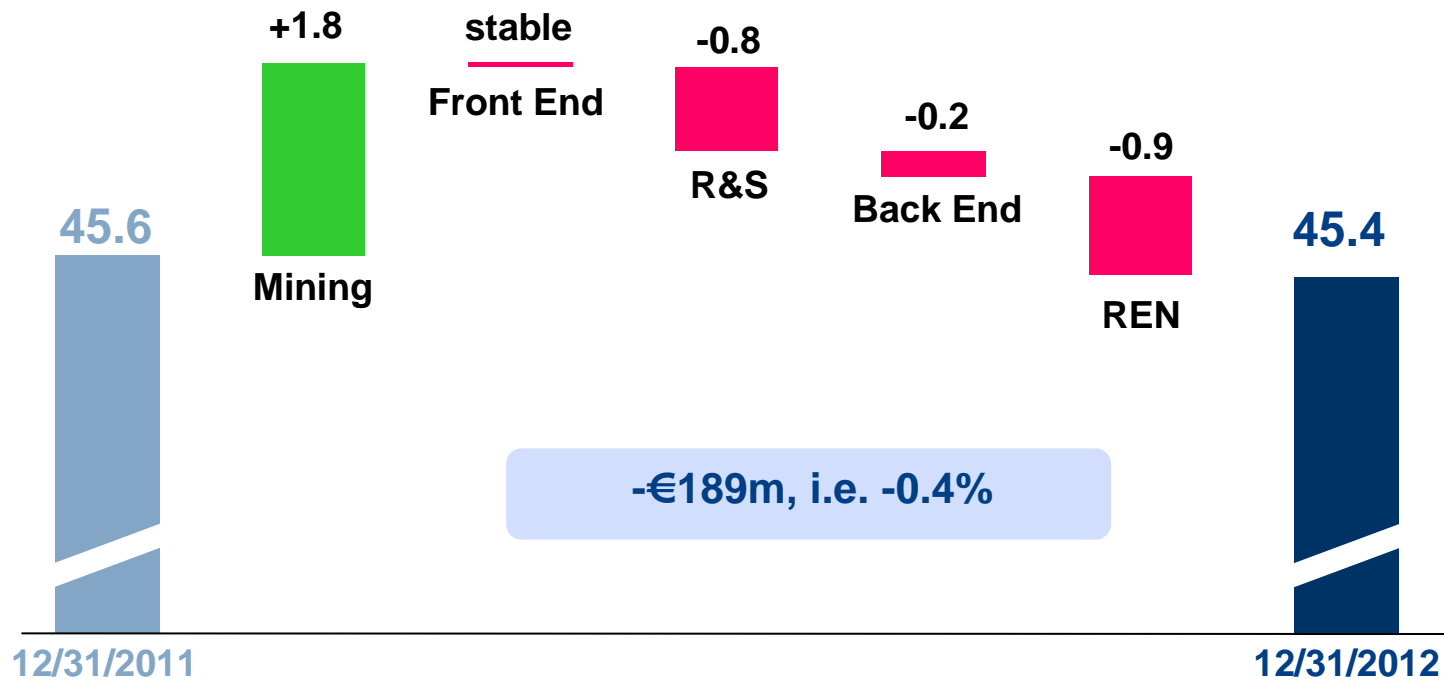 +1.8
stable
-0.8
Front End
-0.2
-0.9
R&S
Back End
45.6
45.4
Mining
REN
-€189m, i.e. -0.4%
12/31/2011
12/31/2012